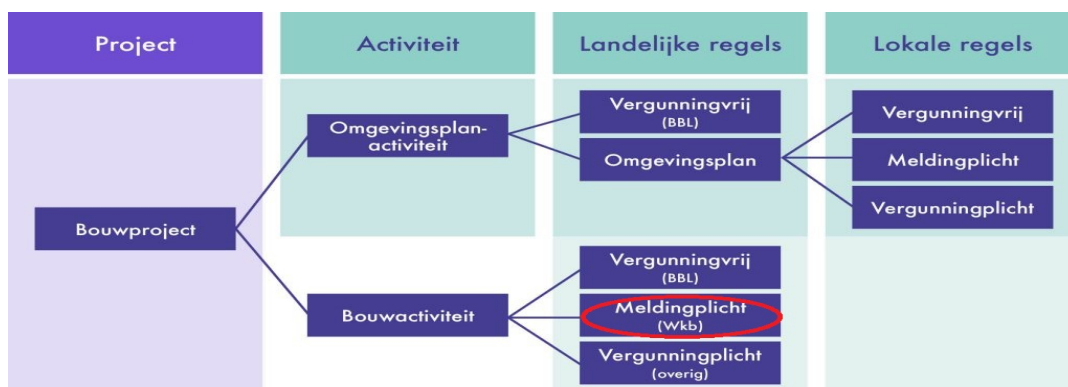 Project
Activiteit
Landelijke regels
Lokale regels
Bouwproject
Omgevingsplan-
activiteit
Vergunningvrij
(BBL)
Omgevingsplan
Vergunningvrij
Meldingplicht
Vergunningplicht
Bouwactiviteit
Vergunningvrij
(BBL)
Meldingplicht
(Wkb)
Vergunningplicht
(overig)